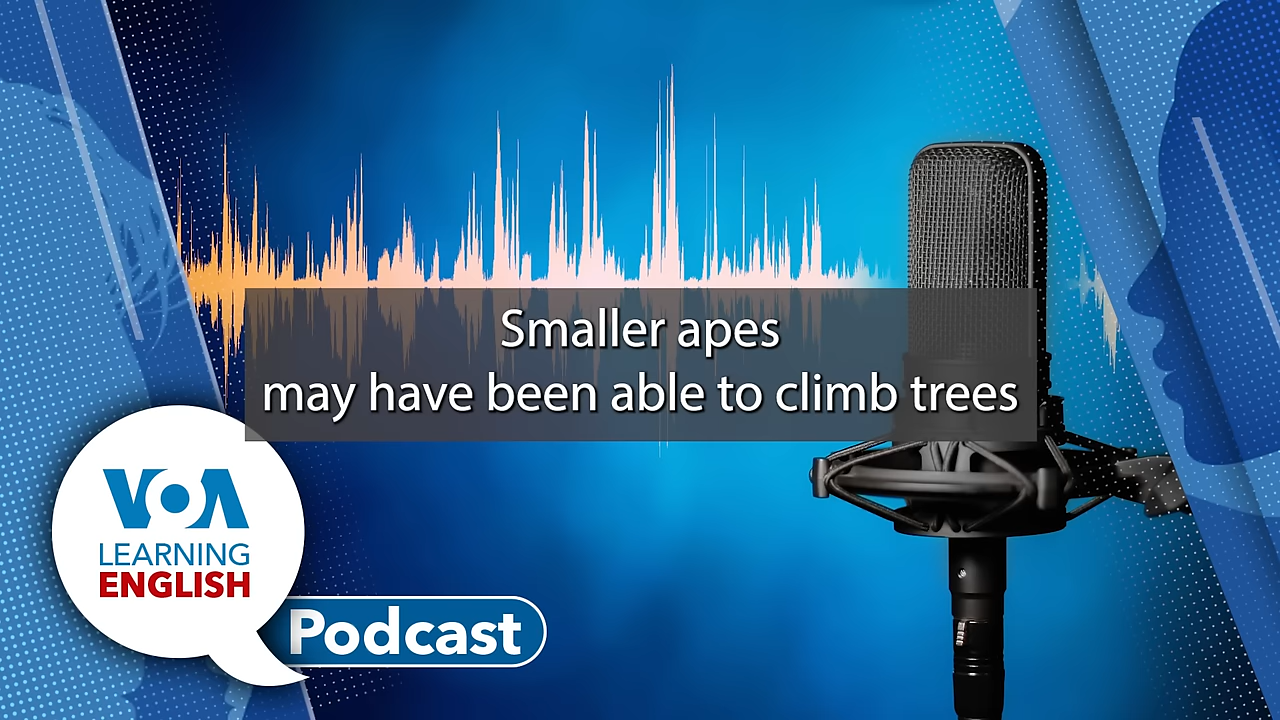 Smaller apes
may have been able to climb trees
VOA
LEARNING
ENGLISH
Podcast